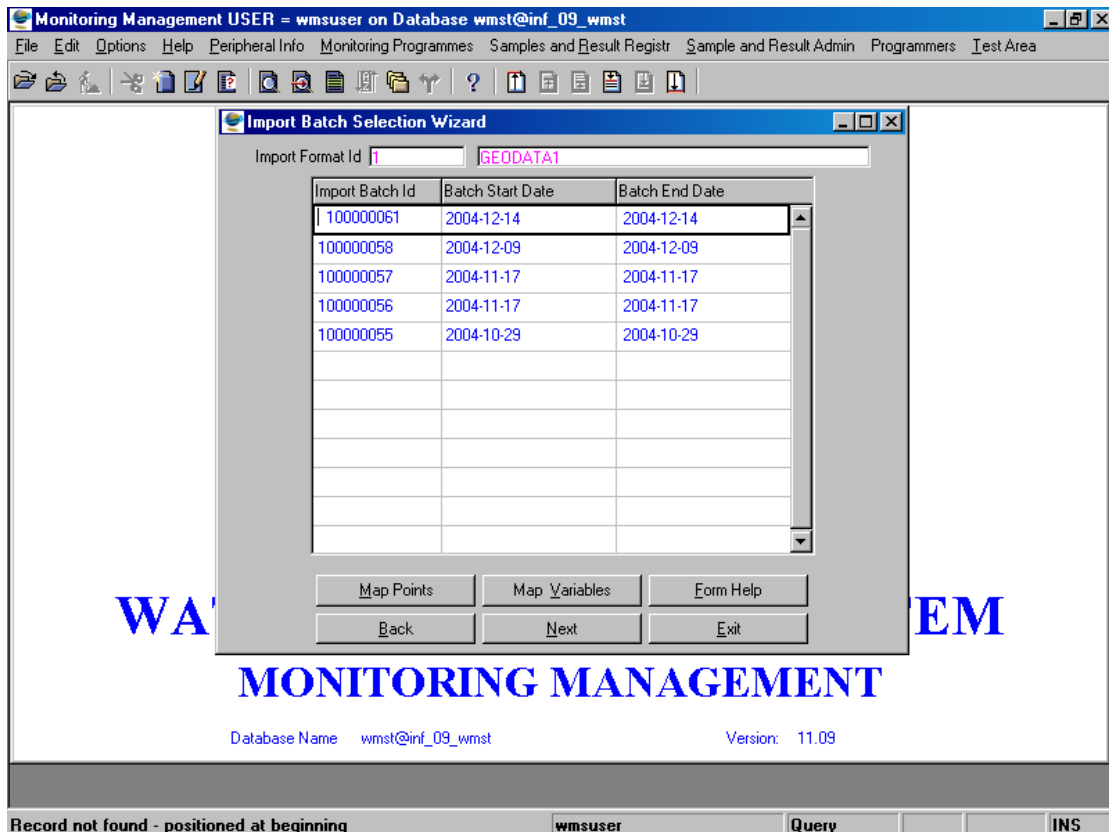 Monitoring Management USER = wmsuser on Database wmst@inf_09_wmst
File Edit Options Help Peripheral Info Monitoring Programmes Samples and Result Registr Sample and Result Admin Programmers Test Area
Import Batch Selection Wizard
Import Format Id 1 GEODATA1
Import Batch Id Batch Start Date Batch End Date
100000061 2004-12-14 2004-12-14
100000058 2004-12-09 2004-12-09
100000057 2004-11-17 2004-11-17
100000056 2004-11-17 2004-11-17
100000055 2004-10-29 2004-10-29
Map Points Map Variables Form Help
Back Next Exit
WA TEM
MONITORING MANAGEMENT
Database Name wmst@inf_09_wmst Version: 11.09
Record not found - positioned at beginning wmsuser Query INS